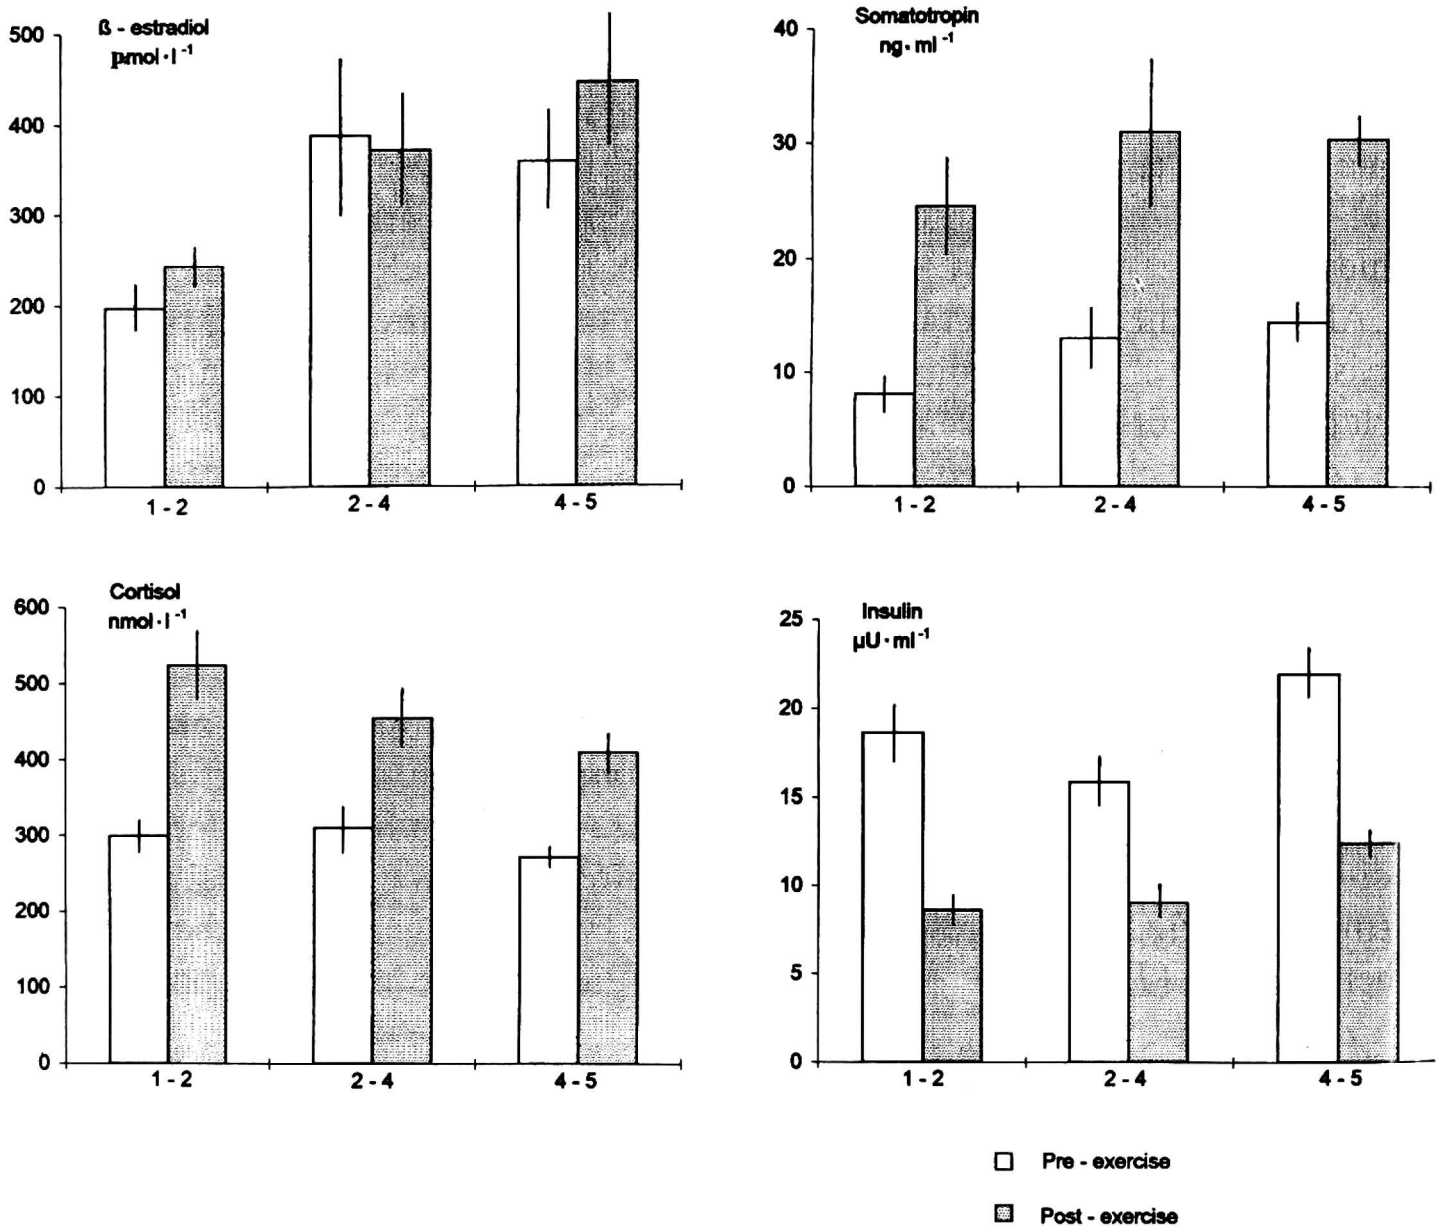 ß - estradiol
pmol·l⁻¹
500
400
300
200
100
0
1 - 2
2 - 4
4 - 5
Somatotropin
ng·ml⁻¹
40
30
20
10
0
1 - 2
2 - 4
4 - 5
Cortisol
nmol·l⁻¹
600
500
400
300
200
100
0
1 - 2
2 - 4
4 - 5
Insulin
µU·ml⁻¹
25
20
15
10
5
0
1 - 2
2 - 4
4 - 5
Pre - exercise
Post - exercise